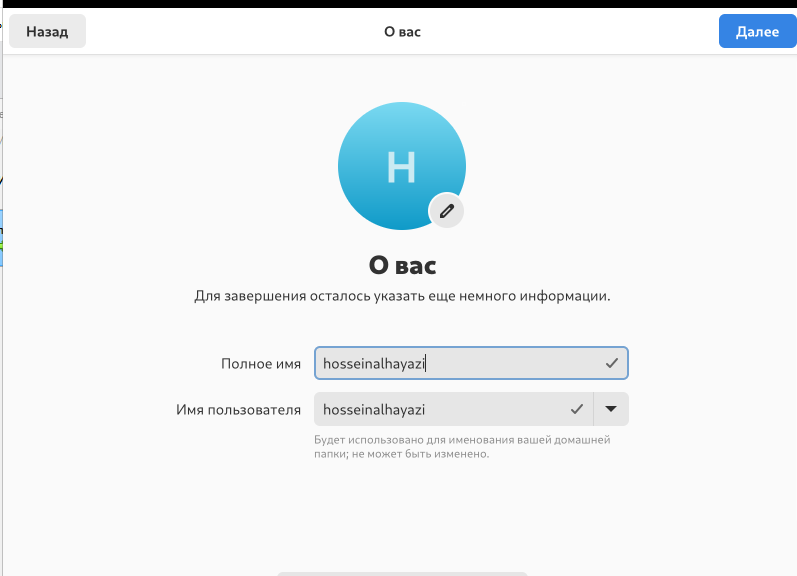 Назад
О вас
Далее
H
О вас
Для завершения осталось указать еще немного информации.
Полное имя
hosseinalhayazi
Имя пользователя
hosseinalhayazi
Будет использовано для именования вашей домашней
папки; не может быть изменено.